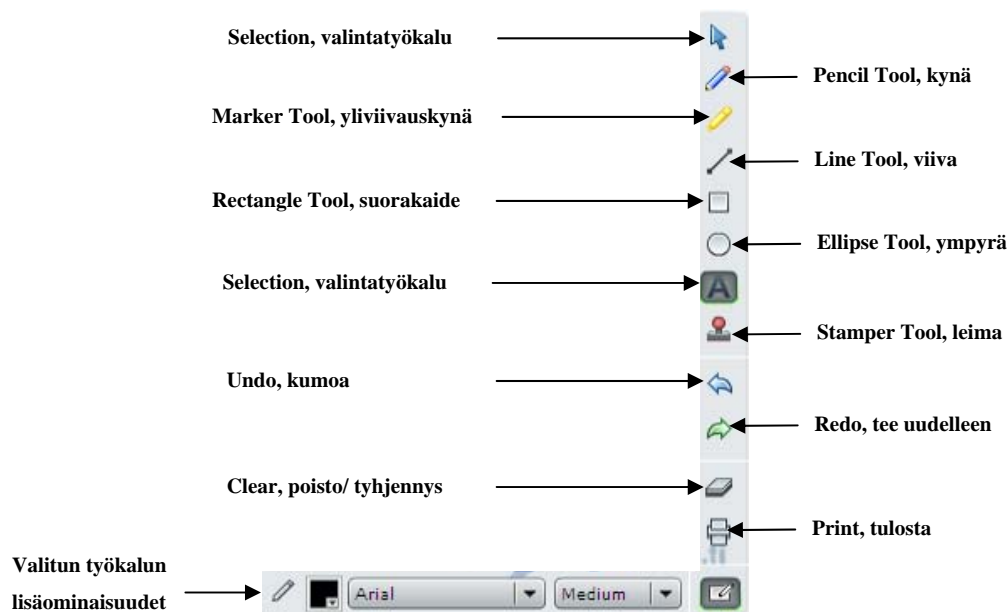 Selection, valintatyökalu
Pencil Tool, kynä
Marker Tool, yliviivauskynä
Line Tool, viiva
Rectangle Tool, suorakaide
Ellipse Tool, ympyrä
Selection, valintatyökalu
A
Stamper Tool, leima
Undo, kumoa
Redo, tee uudelleen
Clear, poisto/ tyhjennys
Print, tulosta
Valitun työkalun
lisäominaisuudet
Arial Medium